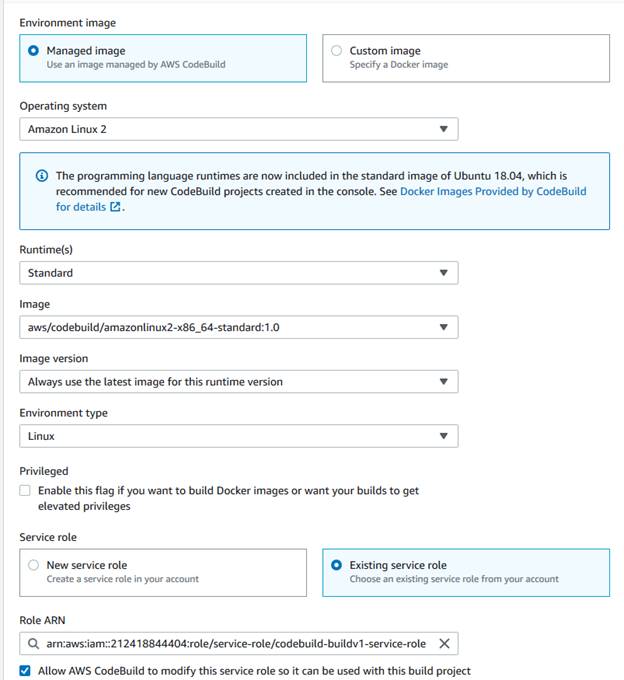 Environment image
Managed image
Use an image managed by AWS CodeBuild
Custom image
Specify a Docker image
Operating system
Amazon Linux 2
The programming language runtimes are now included in the standard image of Ubuntu 18.04, which is
recommended for new CodeBuild projects created in the console. See Docker Images Provided by CodeBuild
for details .
Runtime(s)
Standard
Image
aws/codebuild/amazonlinux2-x86_64-standard:1.0
Image version
Always use the latest image for this runtime version
Environment type
Linux
Privileged
Enable this flag if you want to build Docker images or want your builds to get
elevated privileges
Service role
New service role
Create a service role in your account
Existing service role
Choose an existing service role from your account
Role ARN
arn:aws:iam::212418844404:role/service-role/codebuild-buildv1-service-role
Allow AWS CodeBuild to modify this service role so it can be used with this build project